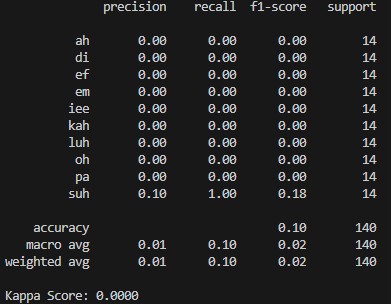 precision recall f1-score support
ah 0.00 0.00 0.00 14
di 0.00 0.00 0.00 14
ef 0.00 0.00 0.00 14
em 0.00 0.00 0.00 14
iee 0.00 0.00 0.00 14
kah 0.00 0.00 0.00 14
luh 0.00 0.00 0.00 14
oh 0.00 0.00 0.00 14
pa 0.00 0.00 0.00 14
suh 0.10 1.00 0.18 14
accuracy 0.10 140
macro avg 0.01 0.10 0.02 140
weighted avg 0.01 0.10 0.02 140
Kappa Score: 0.0000